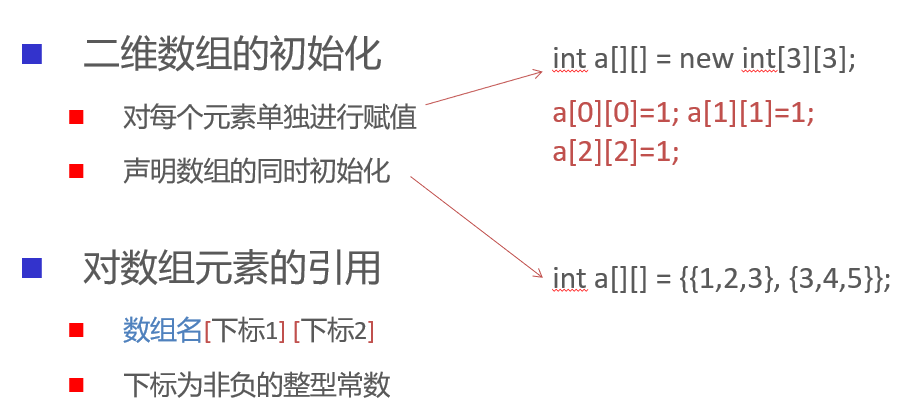 二维数组的初始化
对每个元素单独进行赋值
声明数组的同时初始化
int a[][] = new int[3][3];
a[0][0]=1; a[1][1]=1;
a[2][2]=1;
int a[][] = {{1,2,3}, {3,4,5}};
对数组元素的引用
数组名[下标1] [下标2]
下标为非负的整型常数